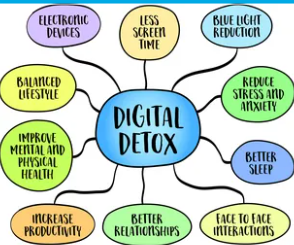 ELECTRONIC
DEVICES
LESS
SCREEN
TIME
BLUE LIGHT
REDUCTION
BALANCED
LIFESTYLE
DIGITAL
DETOX
REDUCE
STRESS AND
ANXIETY
IMPROVE
MENTAL AND
PHYSICAL
HEALTH
BETTER
SLEEP
INCREASE
PRODUCTIVITY
BETTER
RELATIONSHIPS
FACE TO FACE
INTERACTIONS